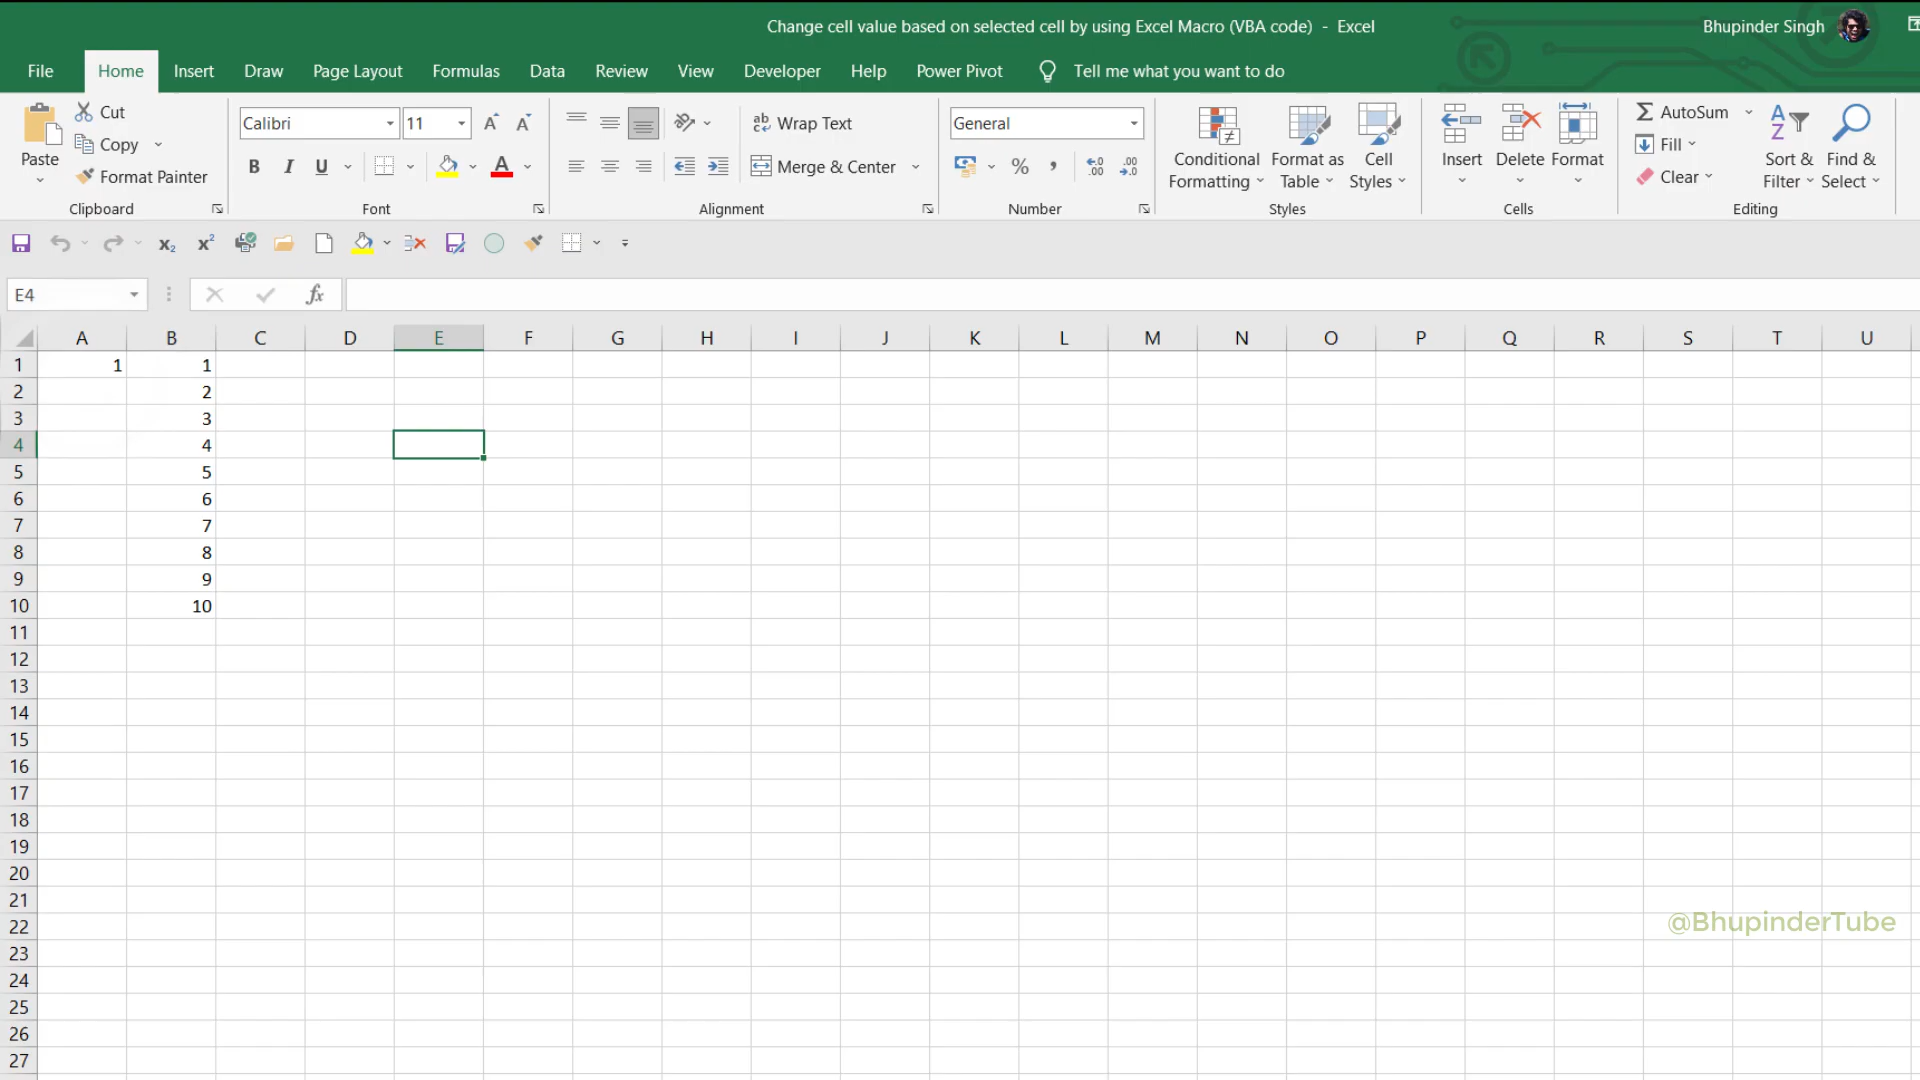 Change cell value based on selected cell by using Excel Macro (VBA code) - Excel
Bhupinder Singh
File Home Insert Draw Page Layout Formulas Data Review View Developer Help Power Pivot Tell me what you want to do
Paste
Cut
Copy
Format Painter
Clipboard
Calibri 11
B I U
Font
Wrap Text
Merge & Center
Alignment
General
Number
Conditional Formatting
Format as Table
Cell Styles
Styles
Insert Delete Format
Cells
AutoSum
Fill
Clear
Sort & Filter
Find & Select
Editing
E4 fx
A B C D E F G H I J K L M N O P Q R S T U
1 1 1
2 2
3 3
4 4
5 5
6 6
7 7
8 8
9 9
10 10
11
12
13
14
15
16
17
18
19
20
21
22
@BhupinderTube
23
24
25
26
27